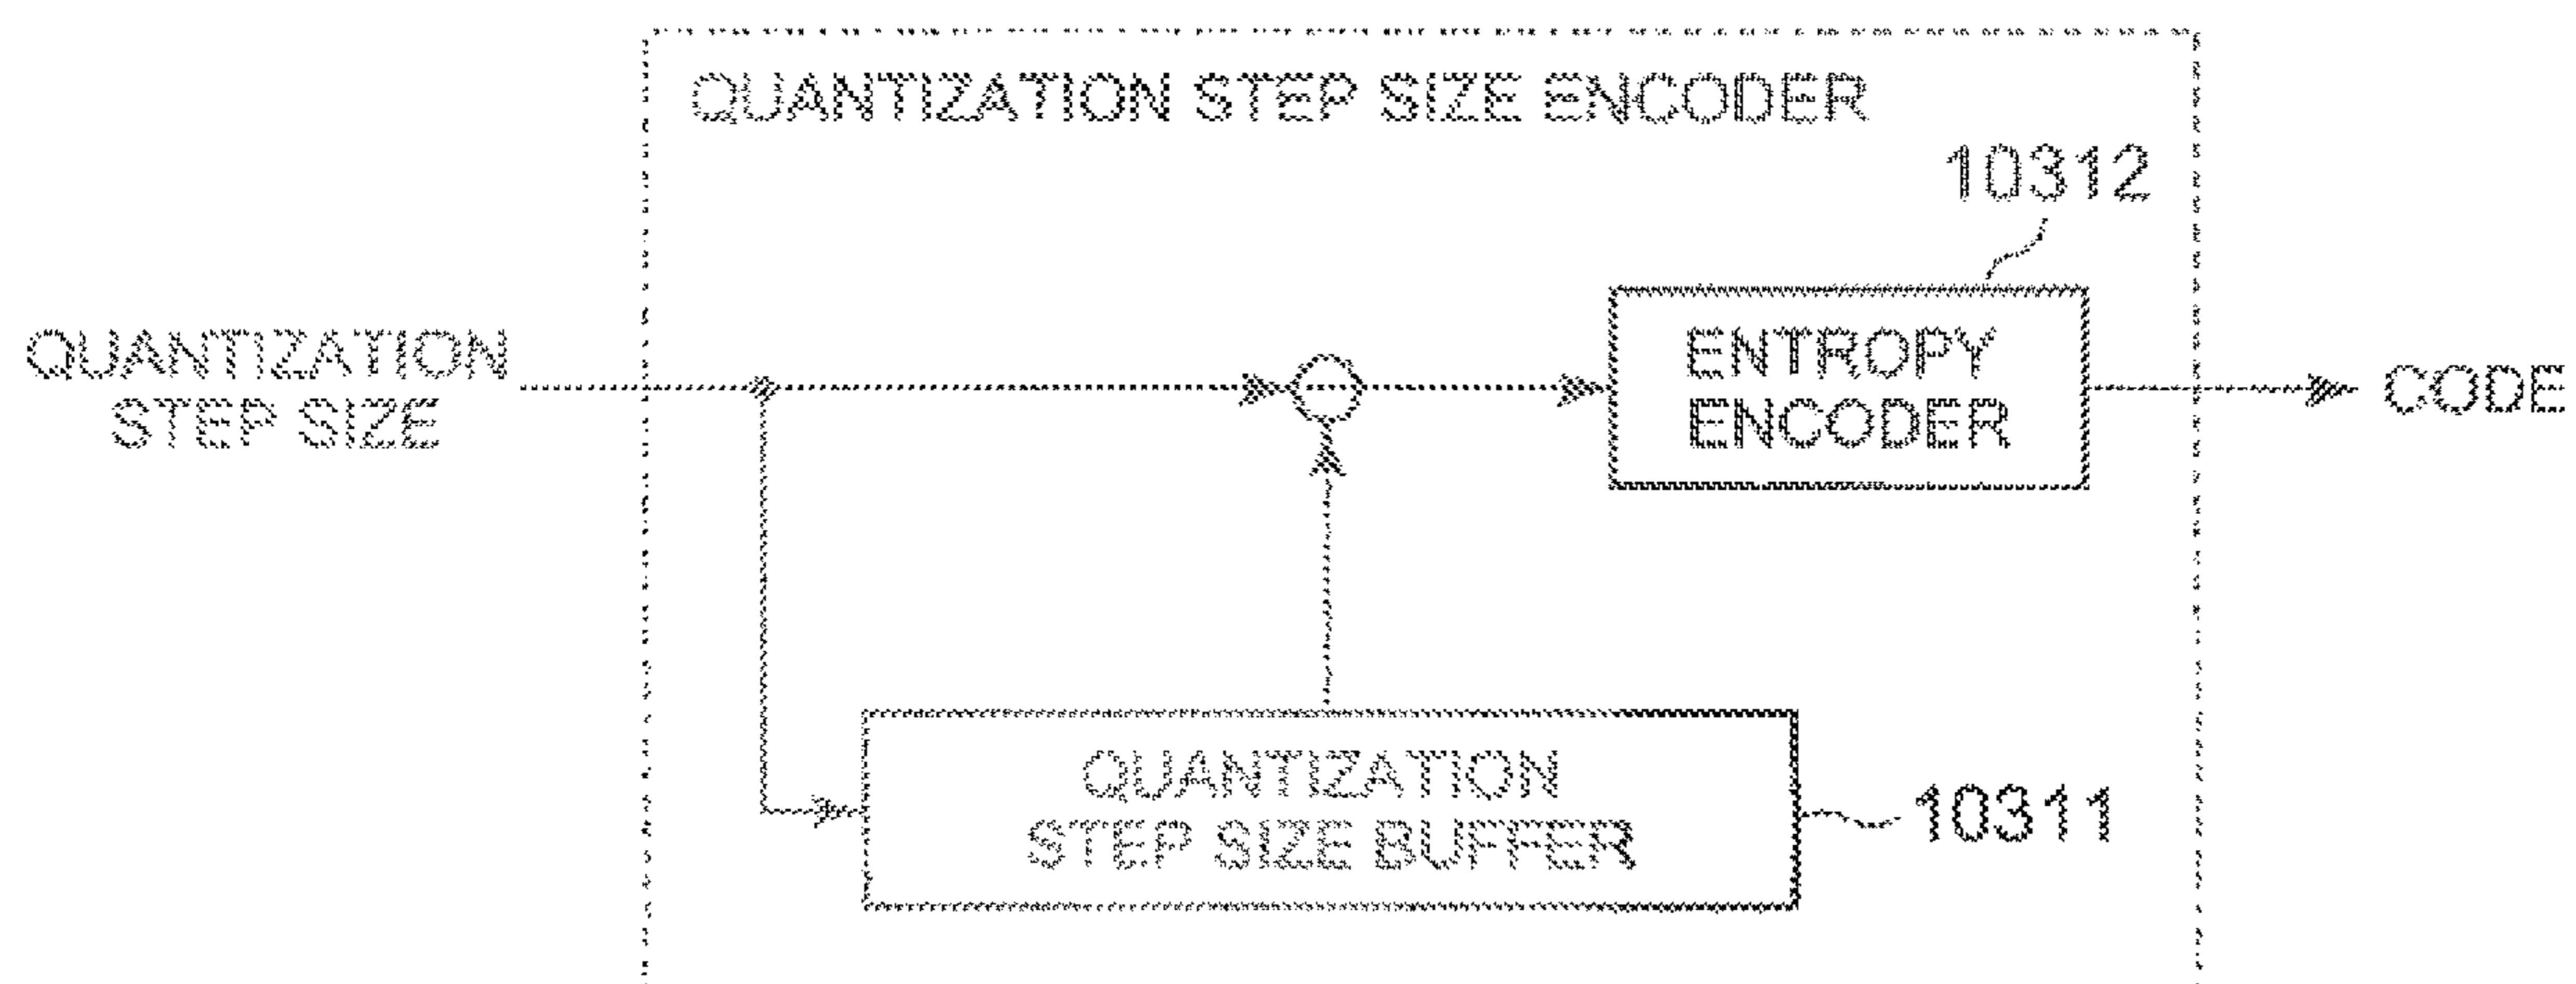 QUANTIZATION STEP SIZE ENCODER
10312
QUANTIZATION
STEP SIZE
ENTROPY
ENCODER
CODE
QUANTIZATION
STEP SIZE BUFFER
10311